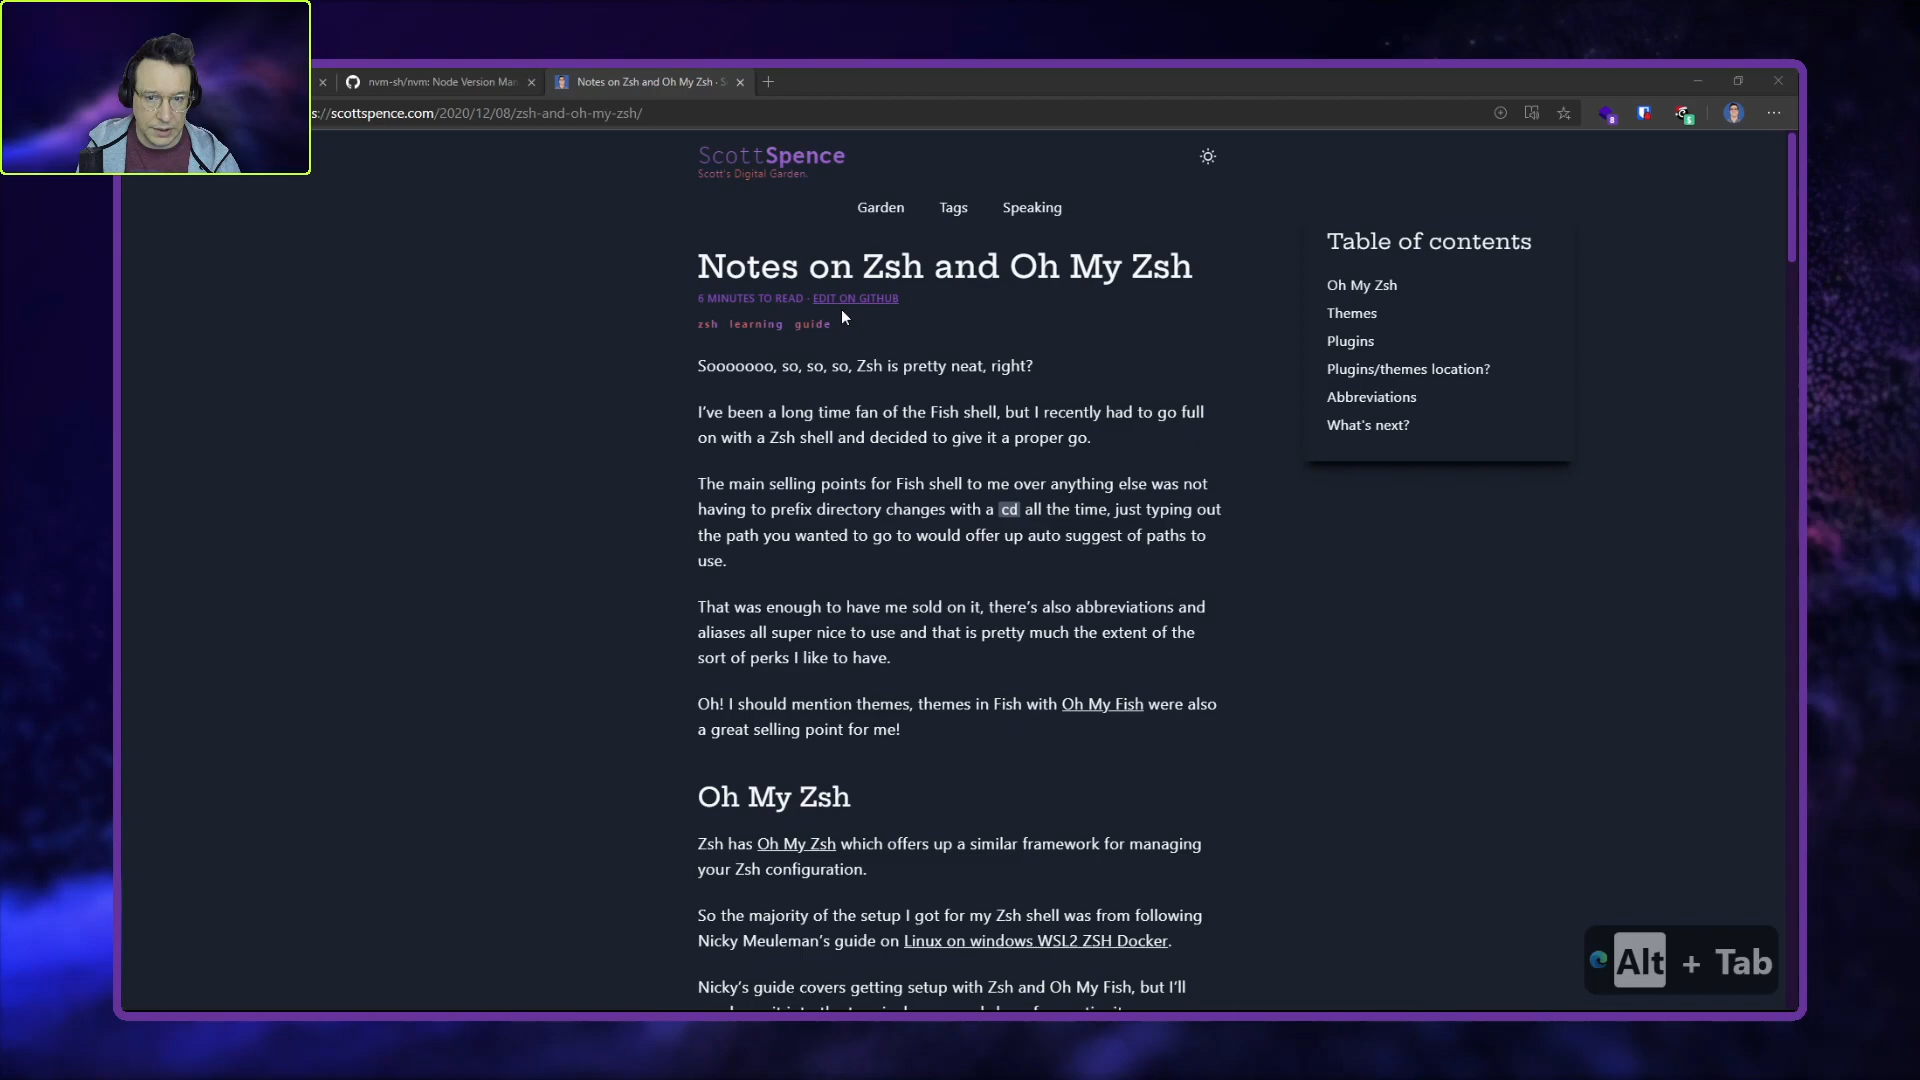 nvm-sh/nvm: Node Version Man
Notes on Zsh and Oh My Zsh · S
s://scottspence.com/2020/12/08/zsh-and-oh-my-zsh/
8
$
ScottSpence
Scott's Digital Garden.
Garden Tags Speaking
Notes on Zsh and Oh My Zsh
6 MINUTES TO READ · EDIT ON GITHUB
zsh learning guide
Sooooooo, so, so, so, Zsh is pretty neat, right?
I've been a long time fan of the Fish shell, but I recently had to go full
on with a Zsh shell and decided to give it a proper go.
The main selling points for Fish shell to me over anything else was not
having to prefix directory changes with a cd all the time, just typing out
the path you wanted to go to would offer up auto suggest of paths to
use.
That was enough to have me sold on it, there's also abbreviations and
aliases all super nice to use and that is pretty much the extent of the
sort of perks I like to have.
Oh! I should mention themes, themes in Fish with Oh My Fish were also
a great selling point for me!
Oh My Zsh
Zsh has Oh My Zsh which offers up a similar framework for managing
your Zsh configuration.
So the majority of the setup I got for my Zsh shell was from following
Nicky Meuleman's guide on Linux on windows WSL2 ZSH Docker.
Nicky's guide covers getting setup with Zsh and Oh My Fish, but I'll
Table of contents
Oh My Zsh
Themes
Plugins
Plugins/themes location?
Abbreviations
What's next?
Alt + Tab